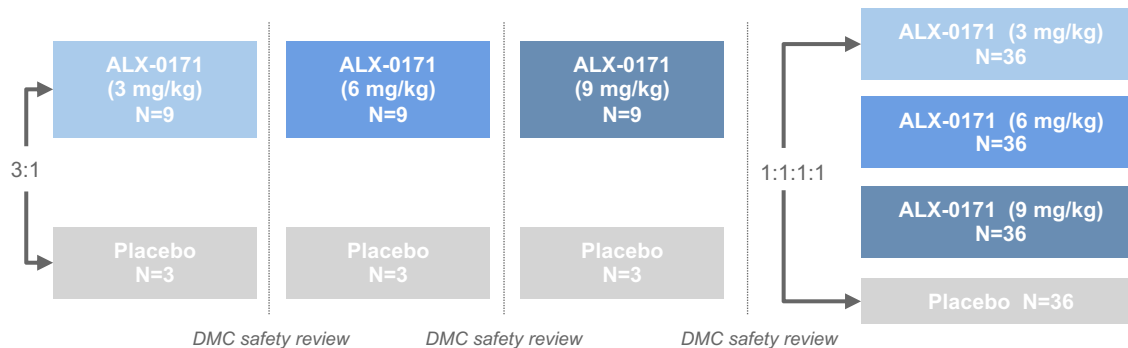 ALX-0171
(3 mg/kg)
N=9
ALX-0171
(6 mg/kg)
N=9
ALX-0171
(9 mg/kg)
N=9
3:1
Placebo
N=3
Placebo
N=3
Placebo
N=3
DMC safety review
DMC safety review
DMC safety review
1:1:1:1
ALX-0171 (3 mg/kg)
N=36
ALX-0171 (6 mg/kg)
N=36
ALX-0171 (9 mg/kg)
N=36
Placebo N=36